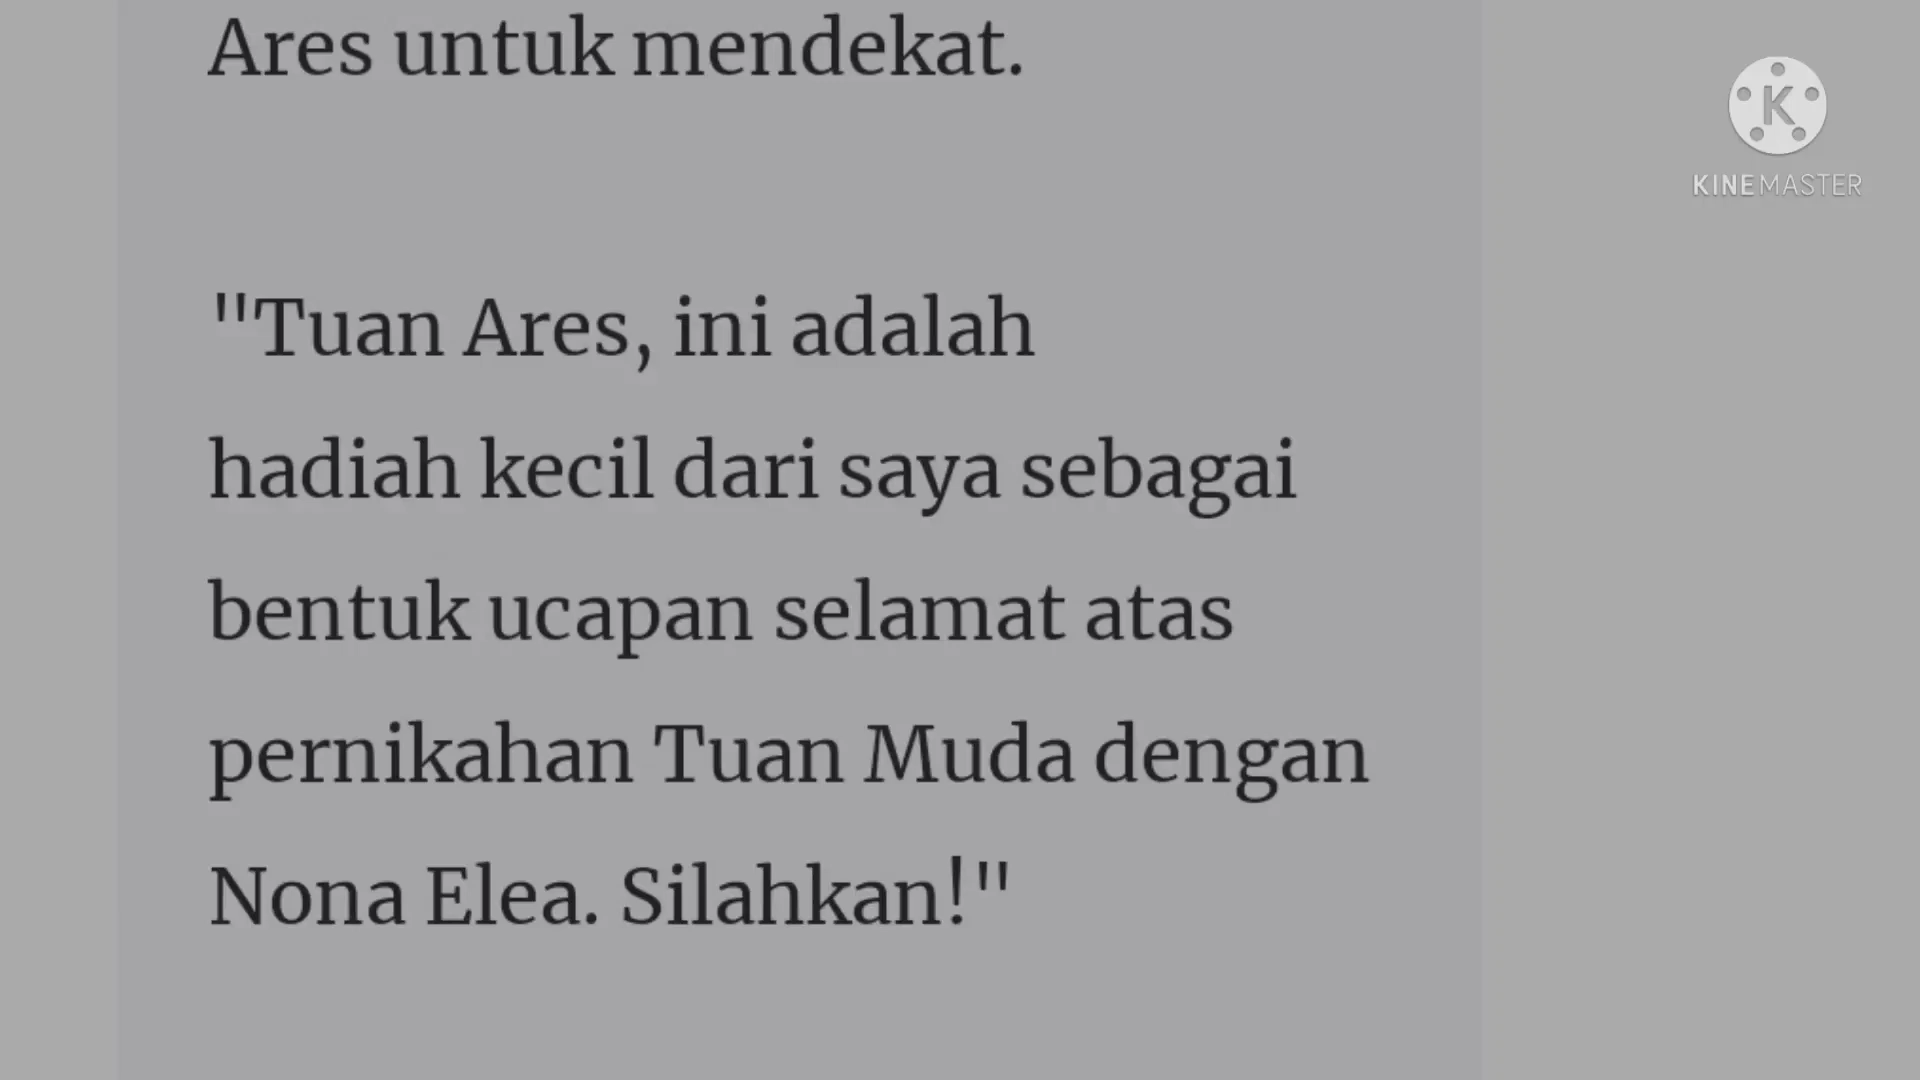 Ares untuk mendekat.
K
KINEMASTER
"Tuan Ares, ini adalah
hadiah kecil dari saya sebagai
bentuk ucapan selamat atas
pernikahan Tuan Muda dengan
Nona Elea. Silahkan!"